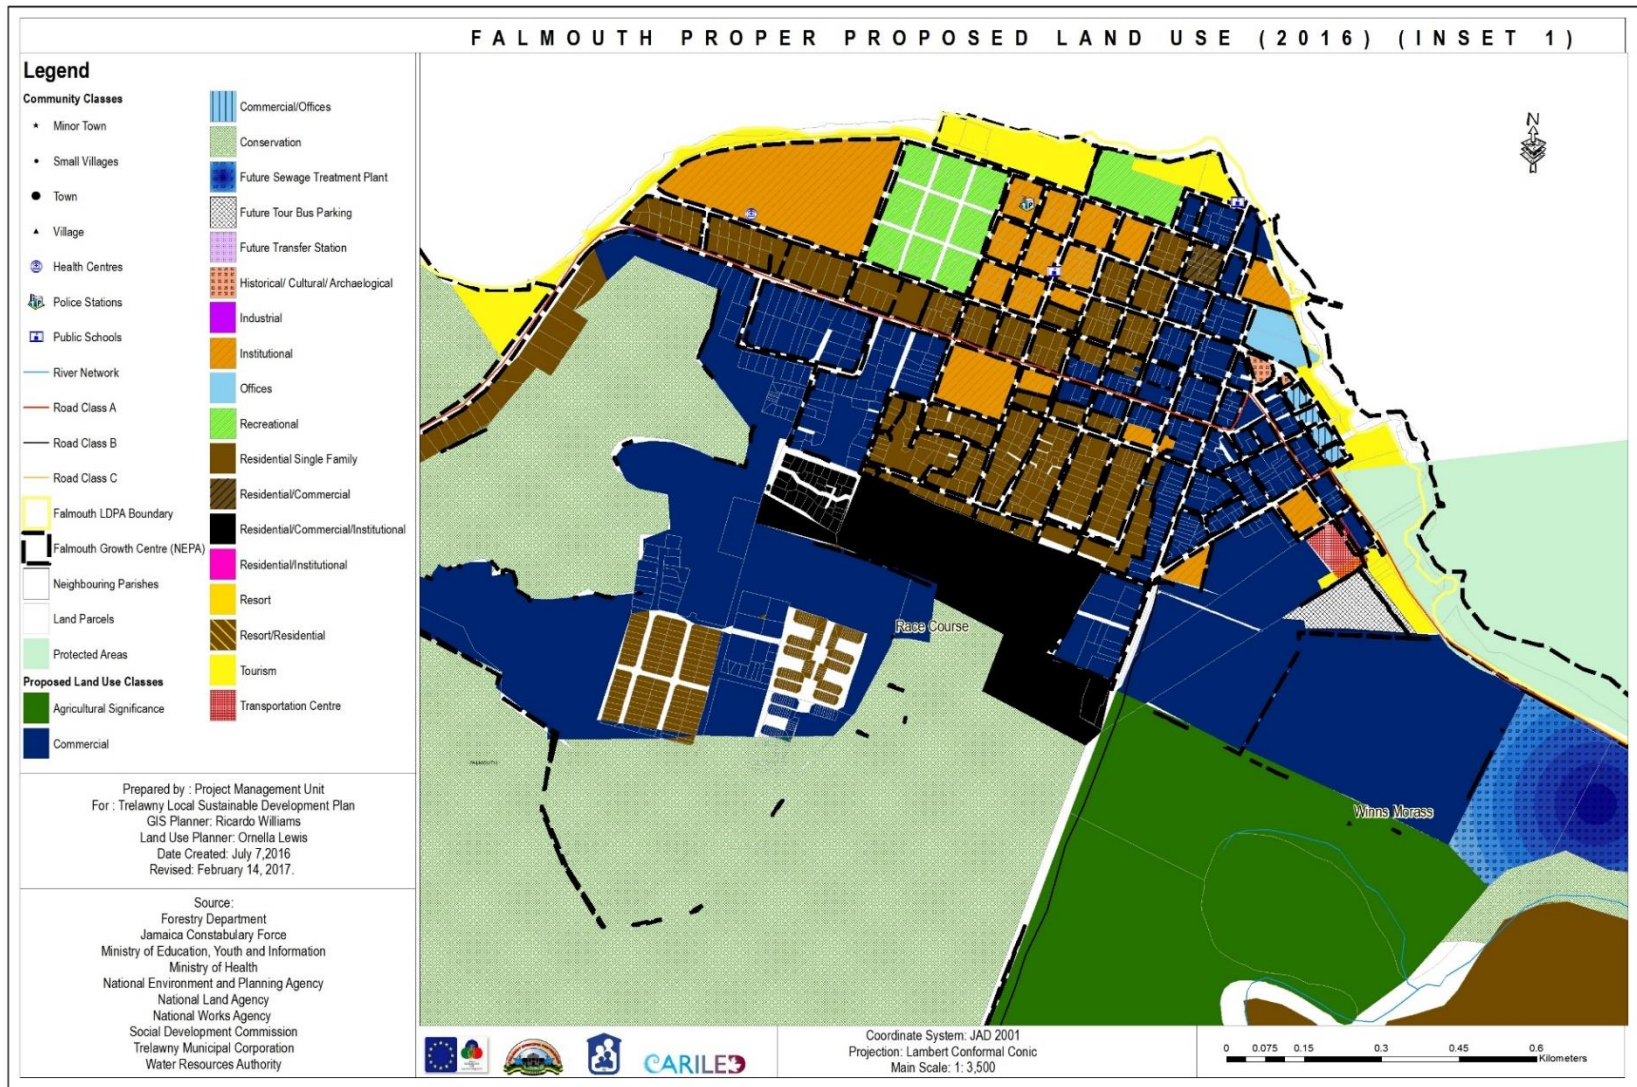 FALMOUTH PROPER PROPOSED LAND USE (2016) (INSET 1)
Legend
Community Classes
Minor Town
Small Villages
Town
Village
Health Centres
Police Stations
Public Schools
River Network
Road Class A
Road Class B
Road Class C
Falmouth LDPA Boundary
Falmouth Growth Centre (NEPA)
Neighbouring Parishes
Land Parcels
Protected Areas
Proposed Land Use Classes
Agricultural Significance
Commercial
Commercial/Offices
Conservation
Future Sewage Treatment Plant
Future Tour Bus Parking
Future Transfer Station
Historical/ Cultural/ Archaelogical
Industrial
Institutional
Offices
Recreational
Residential Single Family
Residential/Commercial
Residential/Commercial/Institutional
Residential/Institutional
Resort
Resort/Residential
Tourism
Transportation Centre
Prepared by : Project Management Unit
For : Trelawny Local Sustainable Development Plan
GIS Planner: Ricardo Williams
Land Use Planner: Ornella Lewis
Date Created: July 7,2016
Revised: February 14, 2017.
Source:
Forestry Department
Jamaica Constabulary Force
Ministry of Education, Youth and Information
Ministry of Health
National Environment and Planning Agency
National Land Agency
National Works Agency
Social Development Commission
Trelawny Municipal Corporation
Water Resources Authority
N
Race Course
Winns Morass
FALMOUTH
CARILED
Coordinate System: JAD 2001
Projection: Lambert Conformal Conic
Main Scale: 1: 3,500
0 0.075 0.15 0.3 0.45 0.6
Kilometers